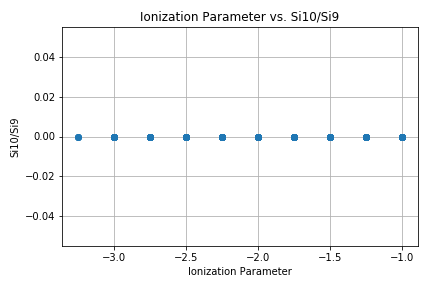 Ionization Parameter vs. Si10/Si9
0.04
0.02
0.00
−0.02
−0.04
Si10/Si9
−3.0 −2.5 −2.0 −1.5 −1.0
Ionization Parameter